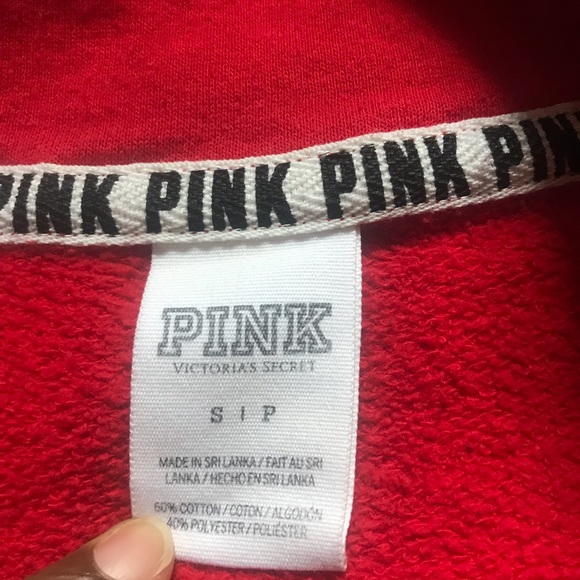 PINK PINK PINK PINK PIN
PINK
VICTORIA'S SECRET
S | P
MADE IN SRI LANKA / FAIT AU SRI
LANKA / HECHO EN SRI LANKA
60% COTTON / COTON / ALGODÓN
40% POLYESTER / POLIÉSTER